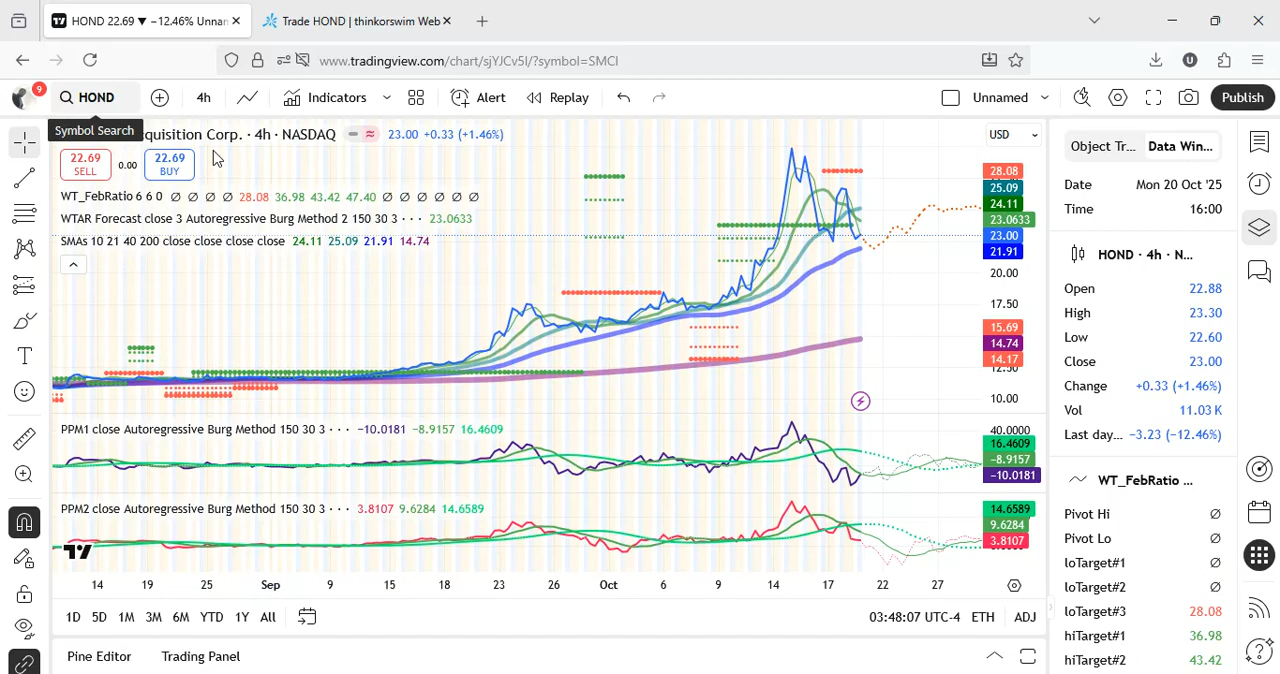 HOND 22.69 ▼ −12.46% Unnan
Trade HOND | thinkorswim Web
www.tradingview.com/chart/sjYJCv5I/?symbol=SMCI
9
HOND
4h
Indicators
Alert
Replay
Unnamed
Publish
Symbol Search
quisition Corp. · 4h · NASDAQ
23.00 +0.33 (+1.46%)
USD
22.69 SELL
0.00
22.69 BUY
WT_FebRatio 6 6 0 ∅ ∅ ∅ ∅ 28.08 36.98 43.42 47.40 ∅ ∅ ∅ ∅ ∅ ∅
WTAR Forecast close 3 Autoregressive Burg Method 2 150 30 3 · · · 23.0633
SMAs 10 21 40 200 close close close close 24.11 25.09 21.91 14.74
28.08
25.09
24.11
23.0633
23.00
21.91
20.00
17.50
15.69
14.74
14.17
12.50
10.00
PPM1 close Autoregressive Burg Method 150 30 3 · · · −10.0181 −8.9157 16.4609
40.0000
16.4609
−8.9157
−10.0181
PPM2 close Autoregressive Burg Method 150 30 3 · · · 3.8107 9.6284 14.6589
14.6589
9.6284
3.8107
14 19 25 Sep 9 15 19 23 26 Oct 6 9 14 17 22 27
1D 5D 1M 3M 6M YTD 1Y All
03:48:07 UTC-4 ETH ADJ
Pine Editor
Trading Panel
Object Tr...
Data Win...
Date Mon 20 Oct '25
Time 16:00
HOND · 4h · N...
Open 22.88
High 23.30
Low 22.60
Close 23.00
Change +0.33 (+1.46%)
Vol 11.03 K
Last day... −3.23 (−12.46%)
WT_FebRatio ...
Pivot Hi ∅
Pivot Lo ∅
loTarget#1 ∅
loTarget#2 ∅
loTarget#3 28.08
hiTarget#1 36.98
hiTarget#2 43.42